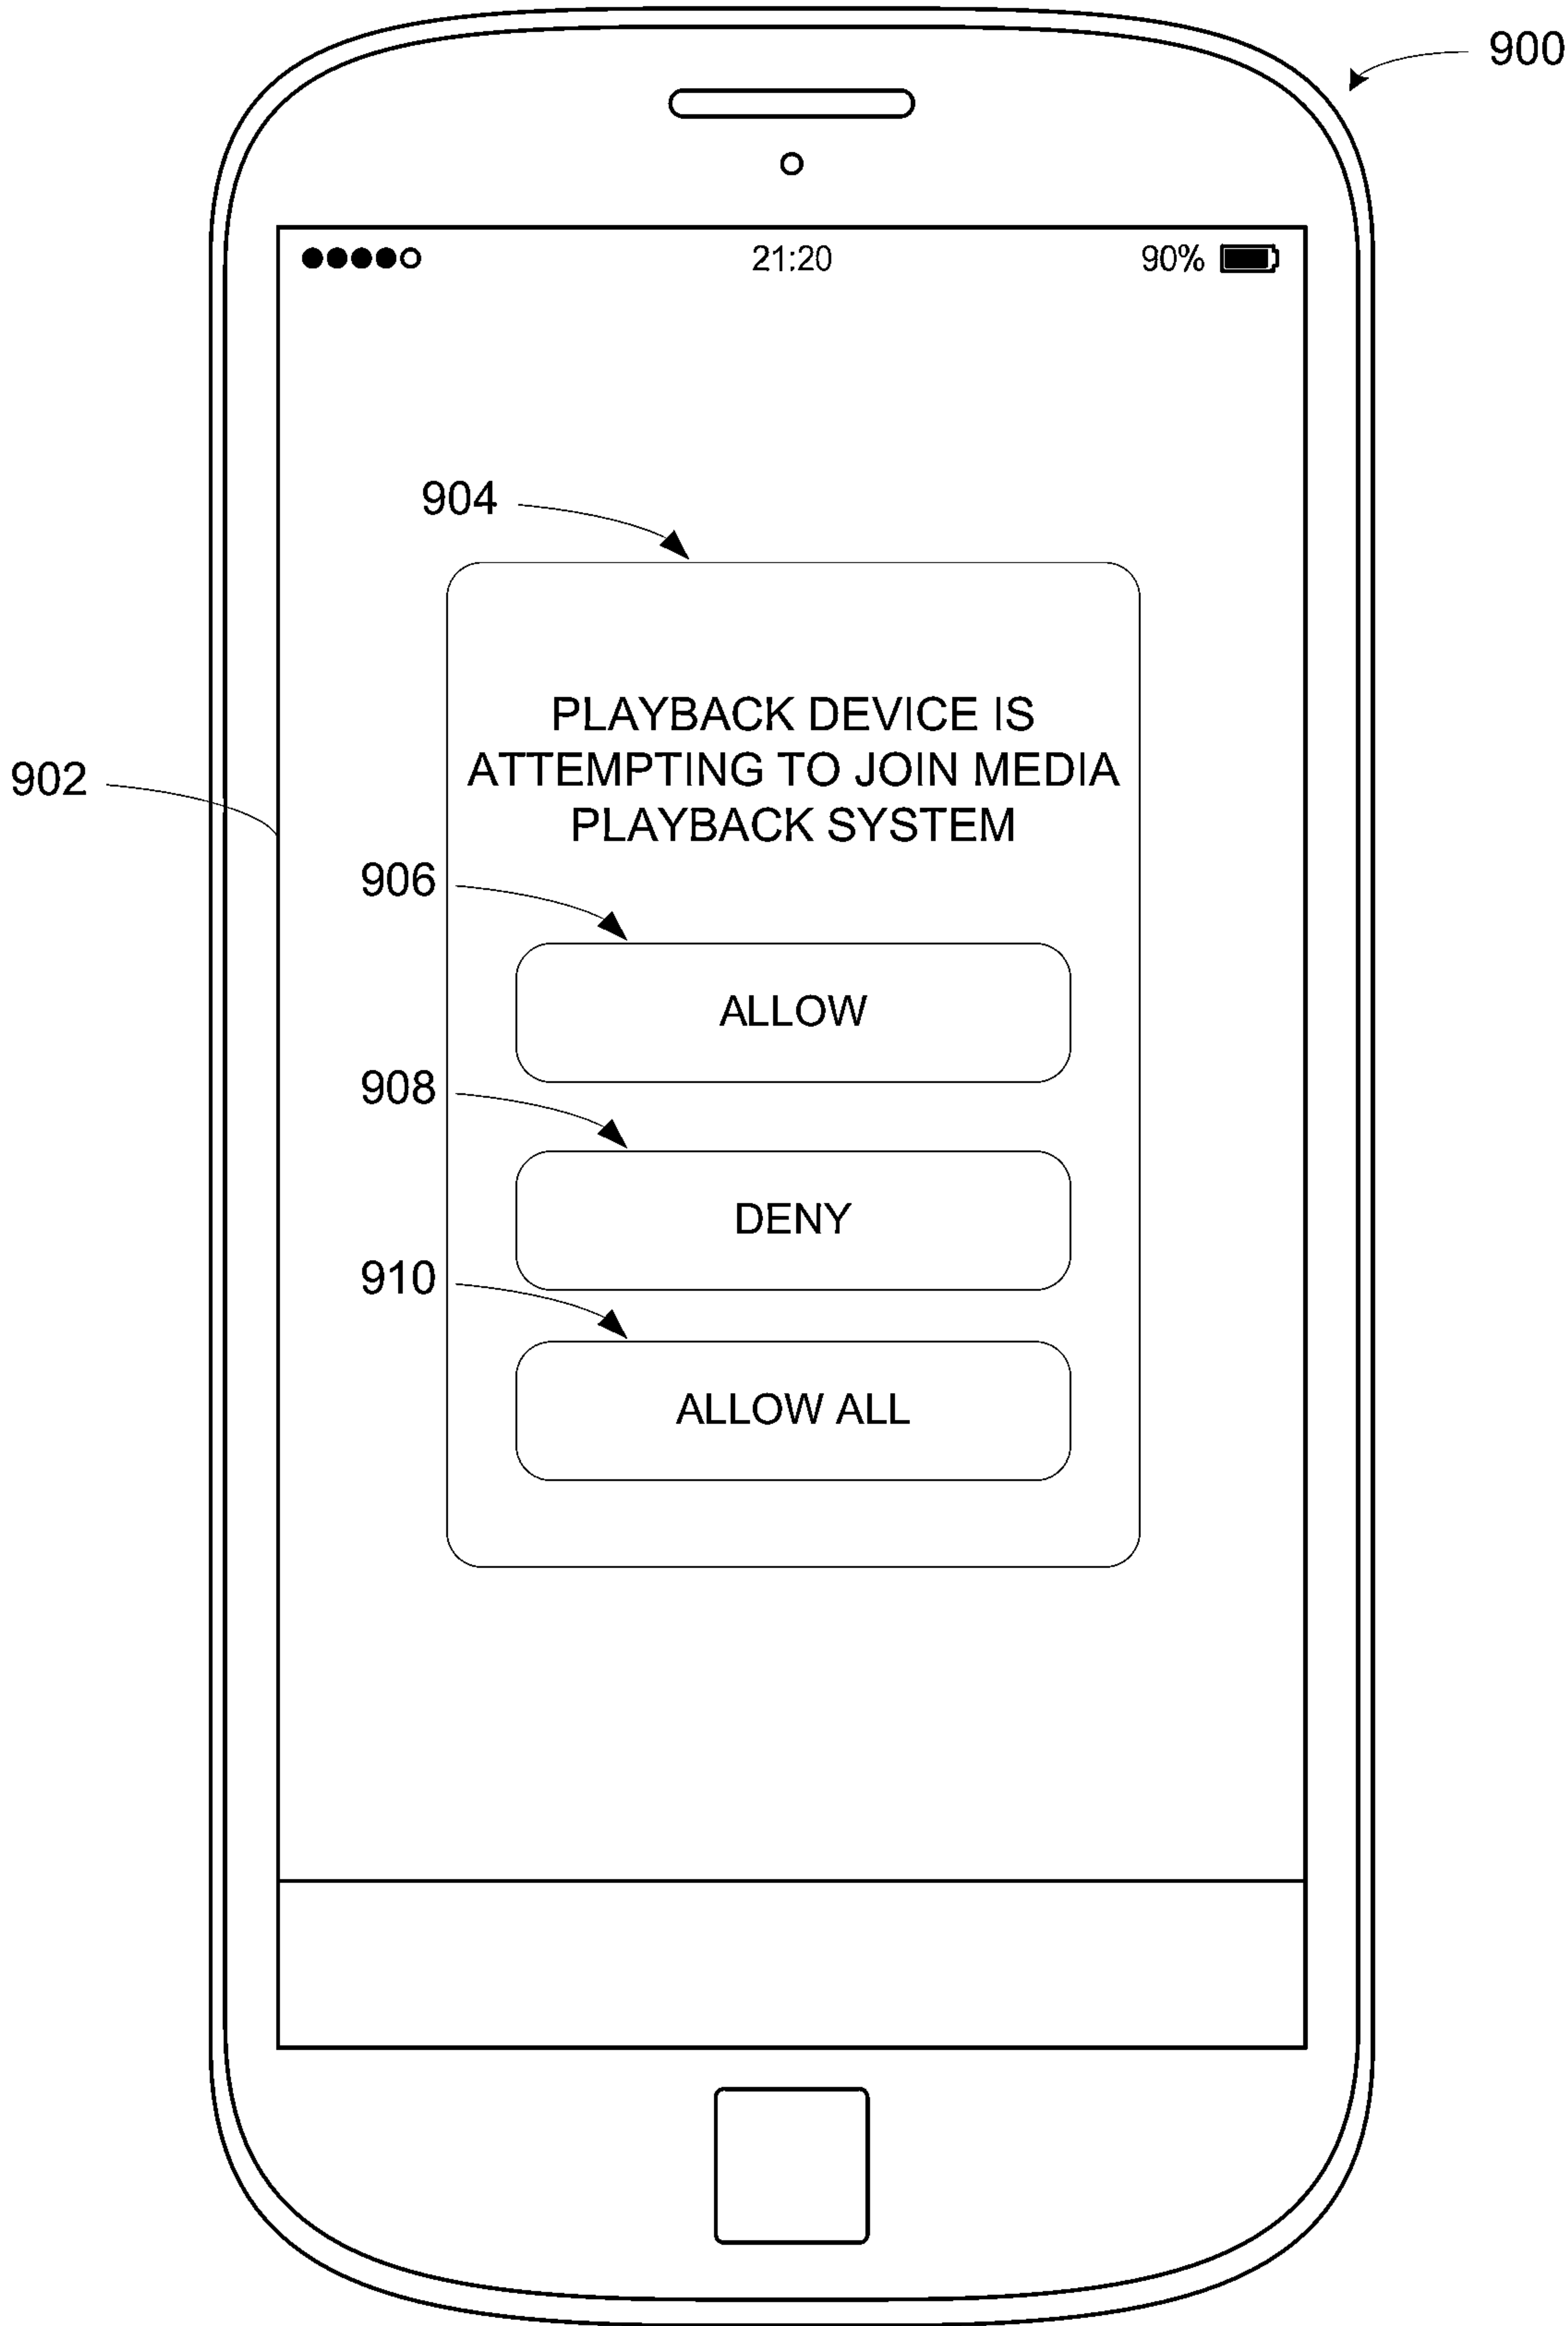 900
21:20
90%
904
PLAYBACK DEVICE IS
ATTEMPTING TO JOIN MEDIA
PLAYBACK SYSTEM
902
906
ALLOW
908
DENY
910
ALLOW ALL